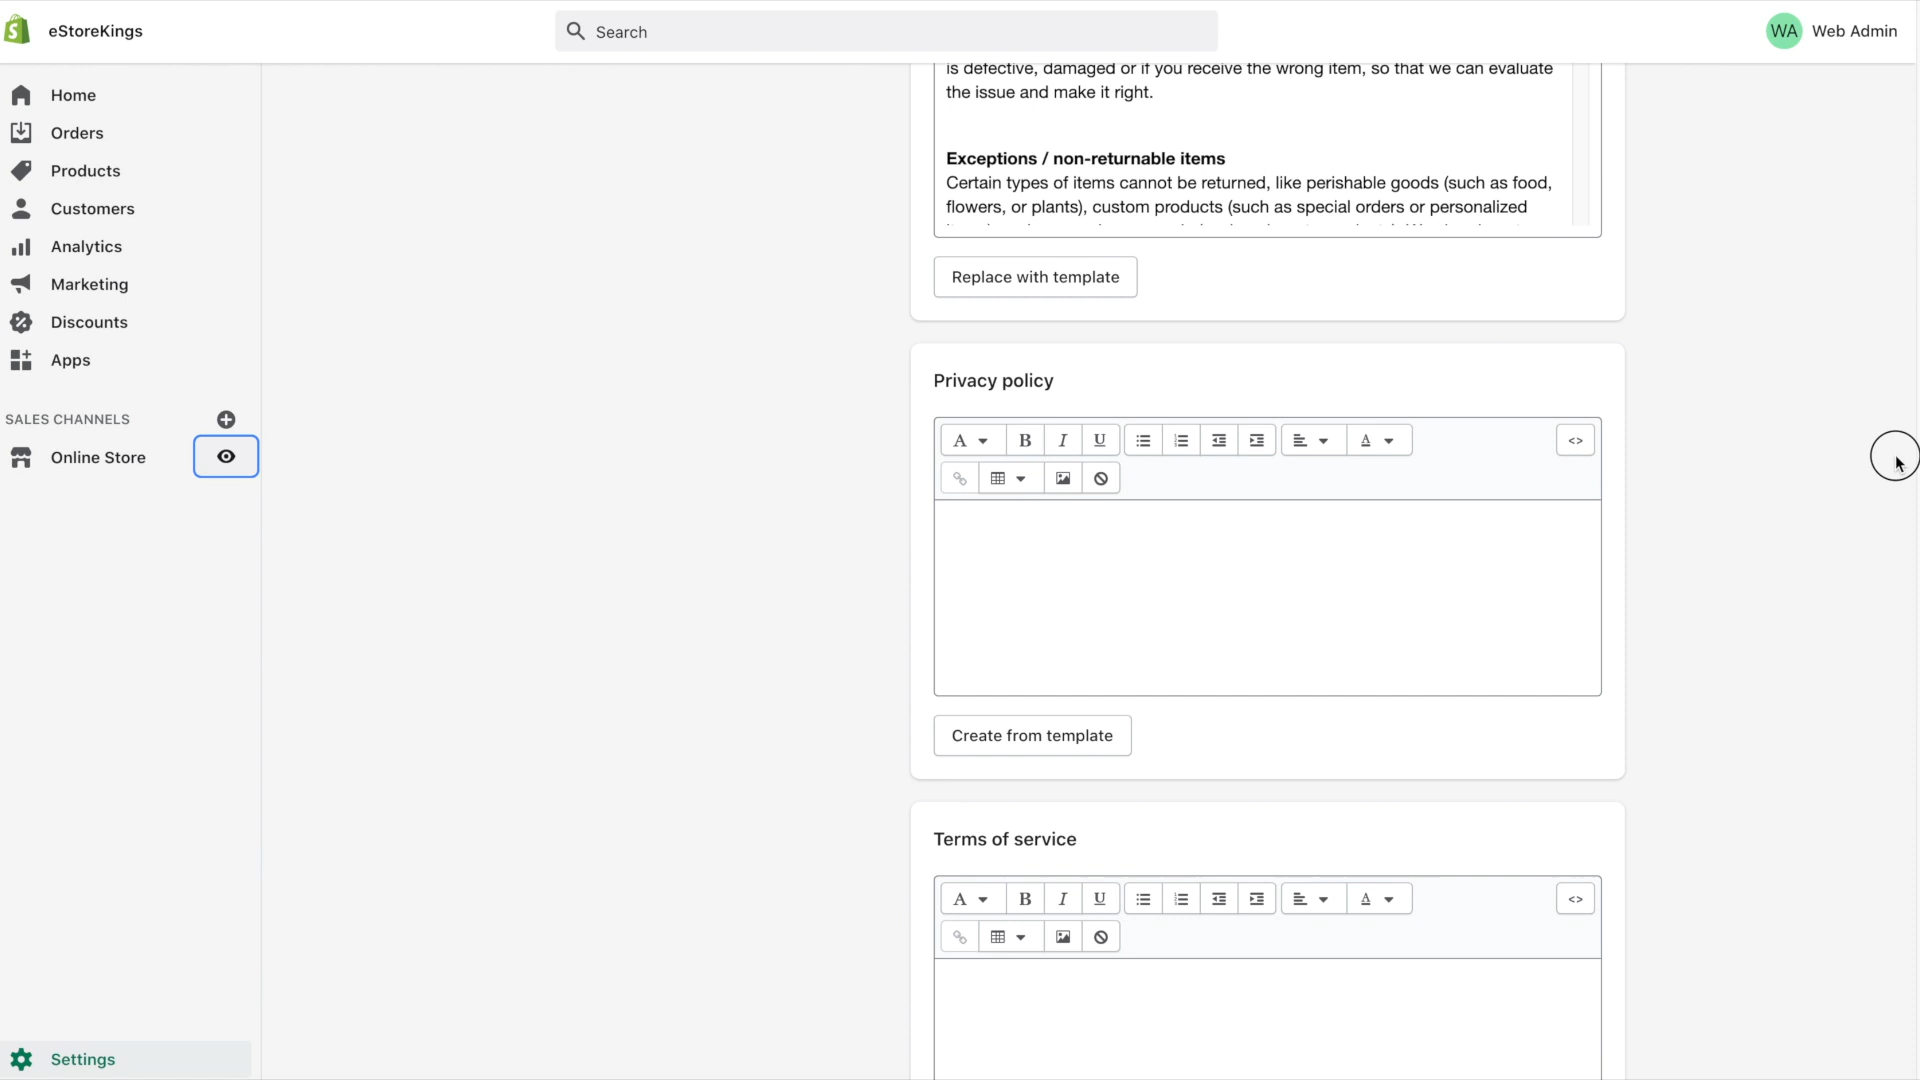 eStoreKings
Search
WA Web Admin
Home
Orders
Products
Customers
Analytics
Marketing
Discounts
Apps
SALES CHANNELS
Online Store
Settings
is defective, damaged or if you receive the wrong item, so that we can evaluate
the issue and make it right.
Exceptions / non-returnable items
Certain types of items cannot be returned, like perishable goods (such as food,
flowers, or plants), custom products (such as special orders or personalized
Replace with template
Privacy policy
A B I U A <>
Create from template
Terms of service
A B I U A <>